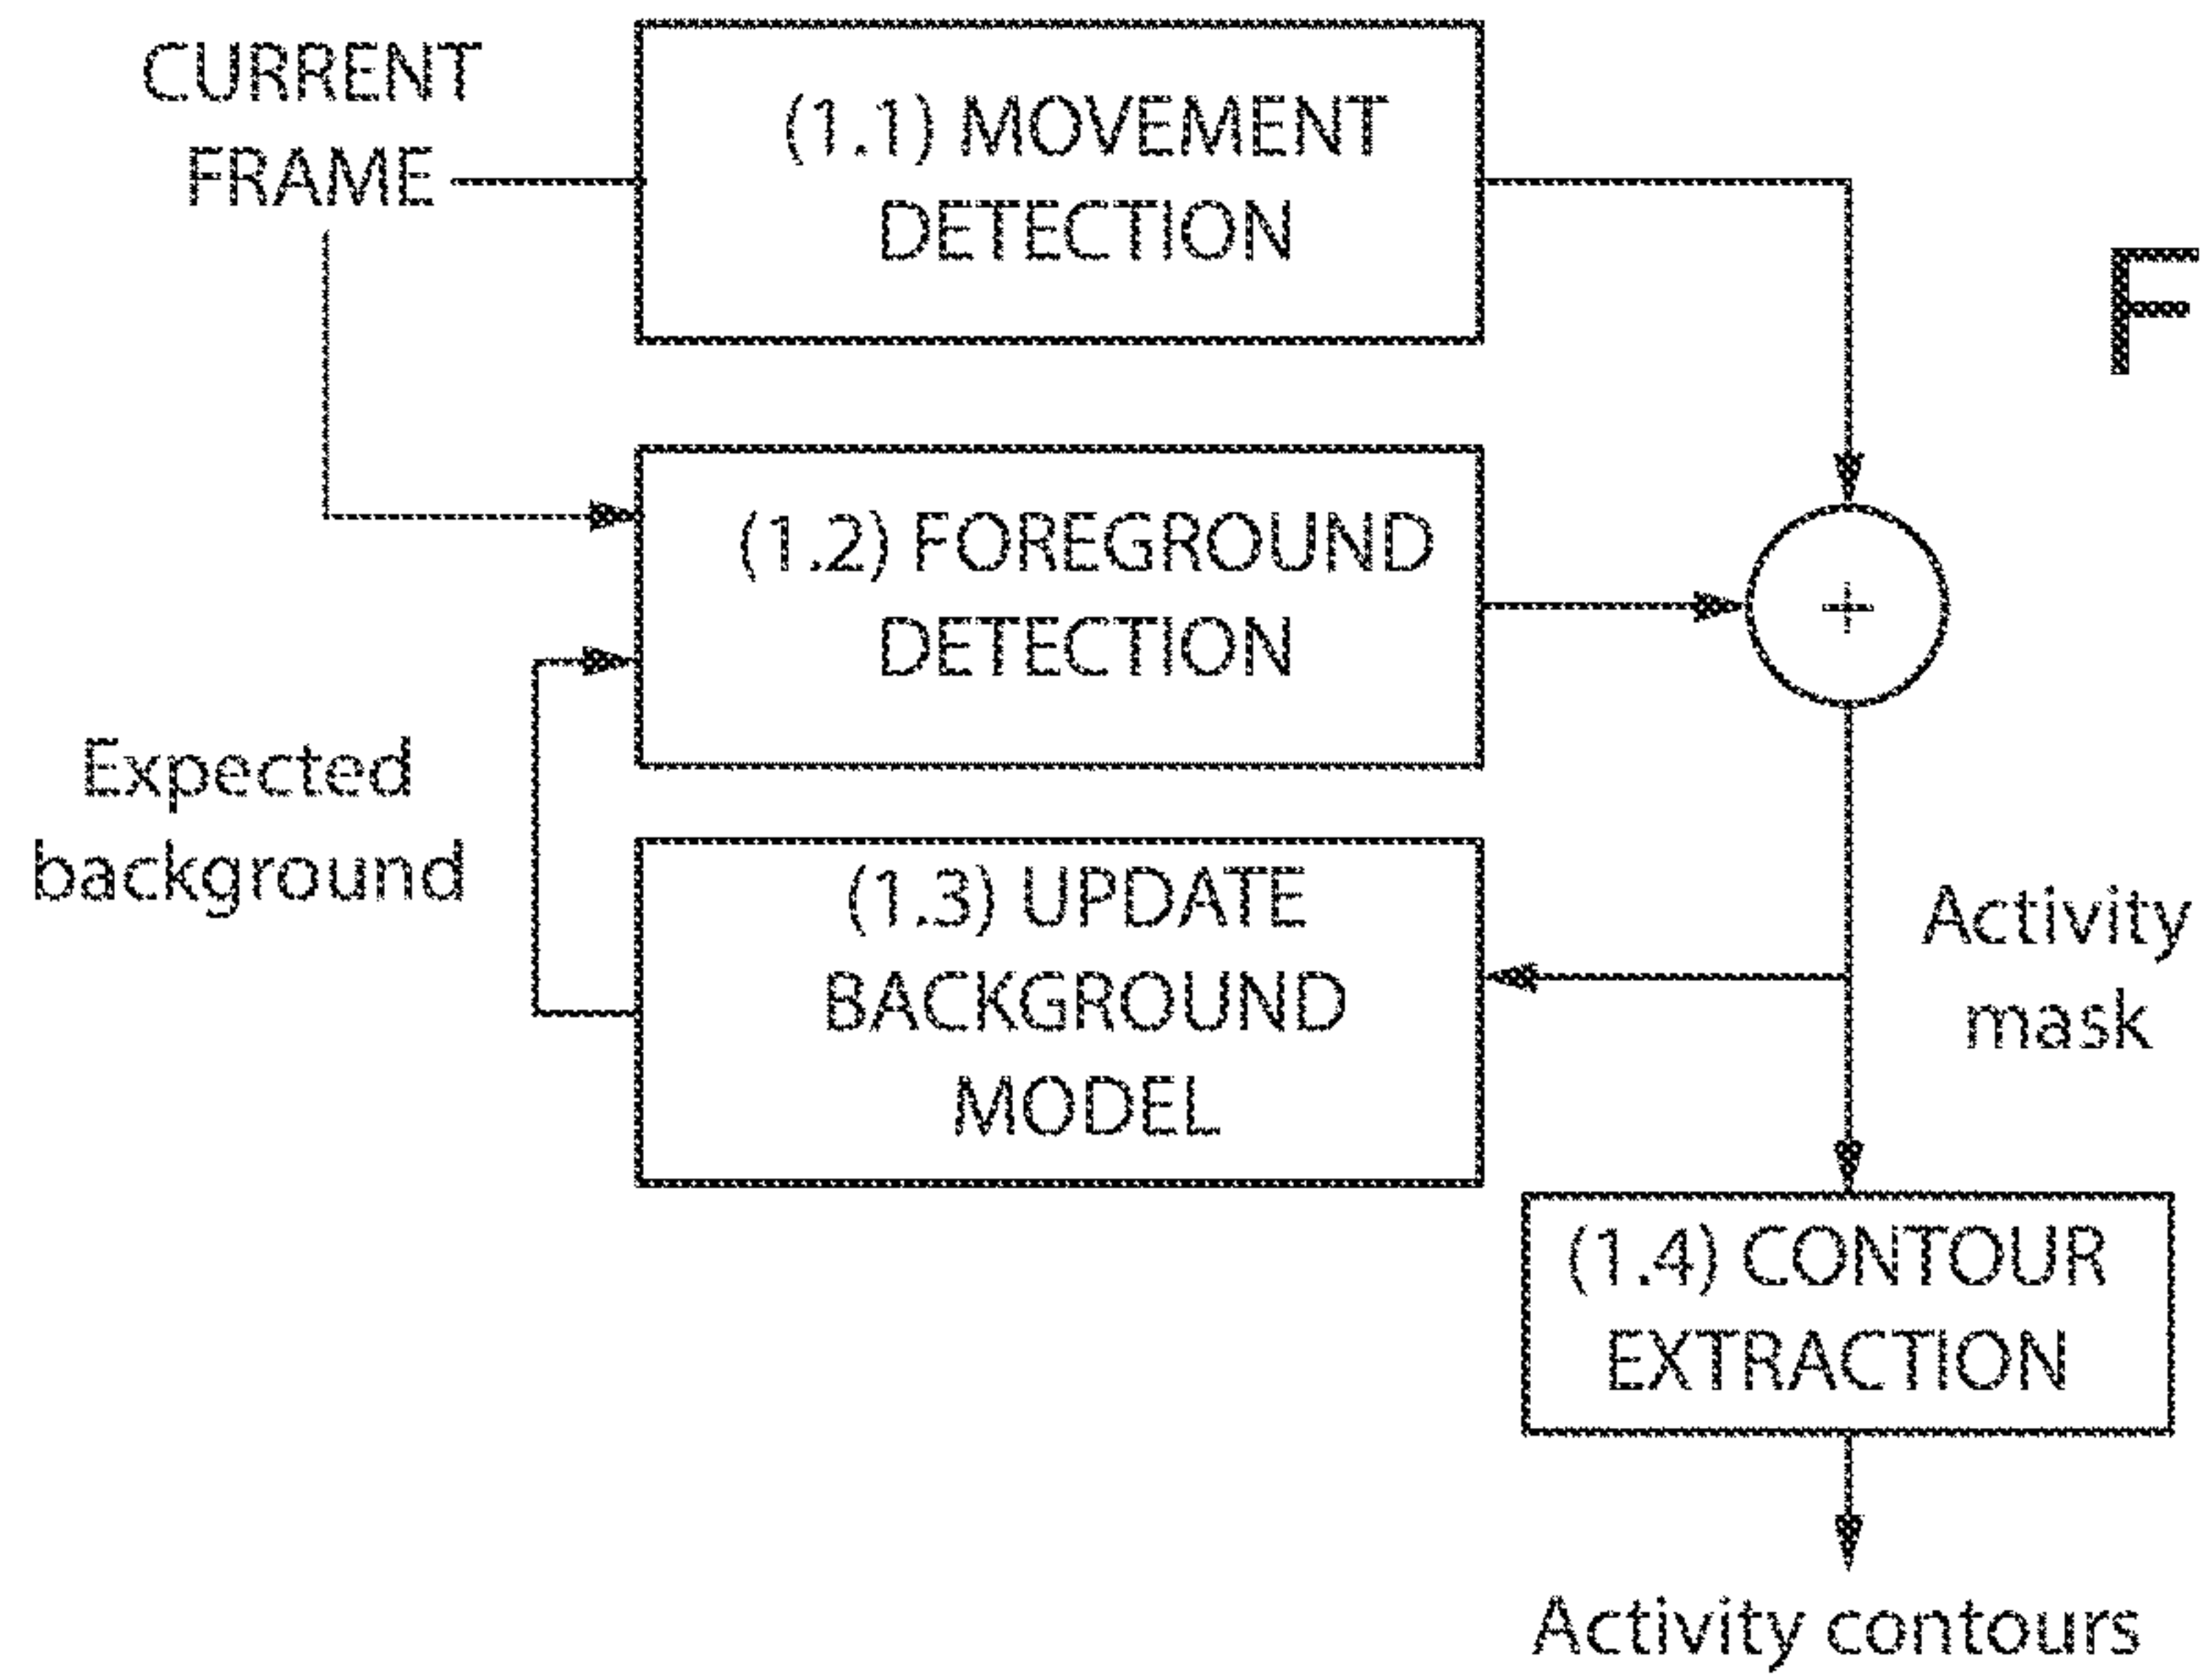 CURRENT
FRAME
(1.1) MOVEMENT
DETECTION
F
(1.2) FOREGROUND
DETECTION
+
Expected
background
(1.3) UPDATE
BACKGROUND
MODEL
Activity
mask
(1.4) CONTOUR
EXTRACTION
Activity contours